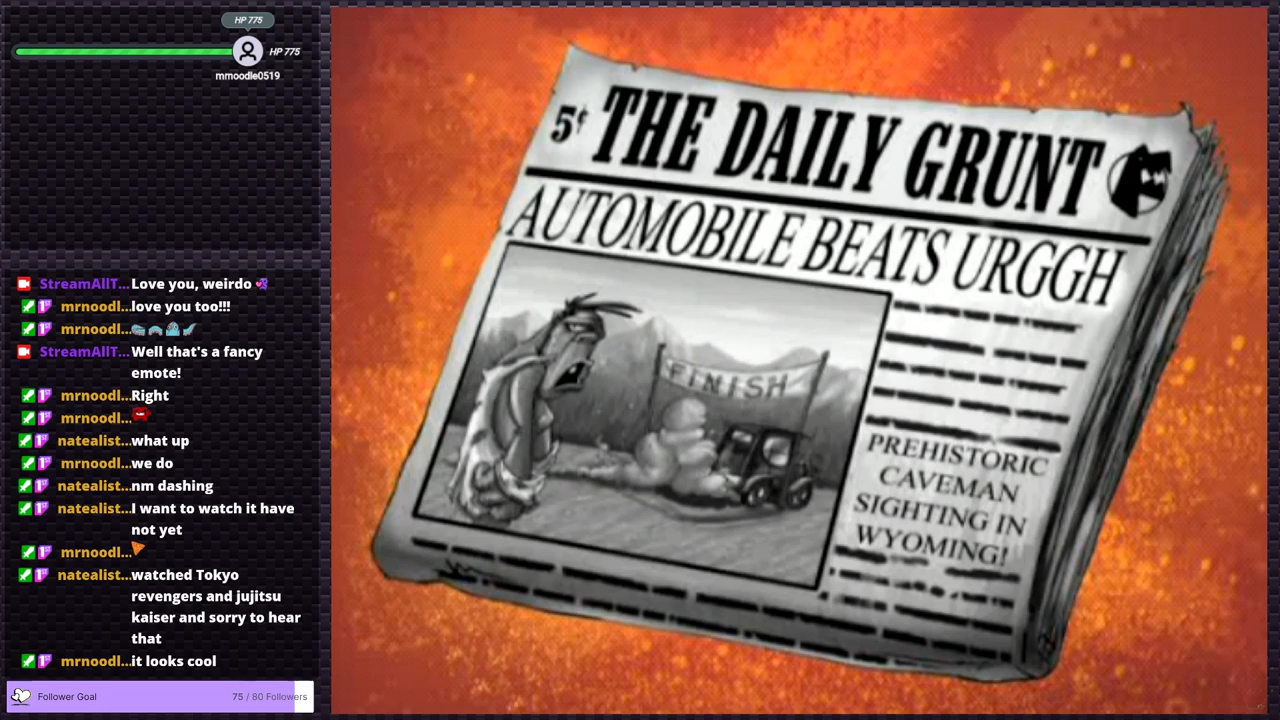 HP 775
HP 775
mrmoodle0519
StreamAllT... Love you, weirdo
mrnoodl... love you too!!!
mrnoodl...
StreamAllT... Well that's a fancy
emote!
mrnoodl... Right
mrnoodl...
natealist... what up
mrnoodl... we do
natealist... nm dashing
natealist... I want to watch it have
not yet
mrnoodl...
natealist... watched Tokyo
revengers and jujitsu
kaiser and sorry to hear
that
mrnoodl... it looks cool
Follower Goal 75 / 80 Followers
5¢ THE DAILY GRUNT
AUTOMOBILE BEATS URGGH
FINISH
PREHISTORIC
CAVEMAN
SIGHTING IN
WYOMING!